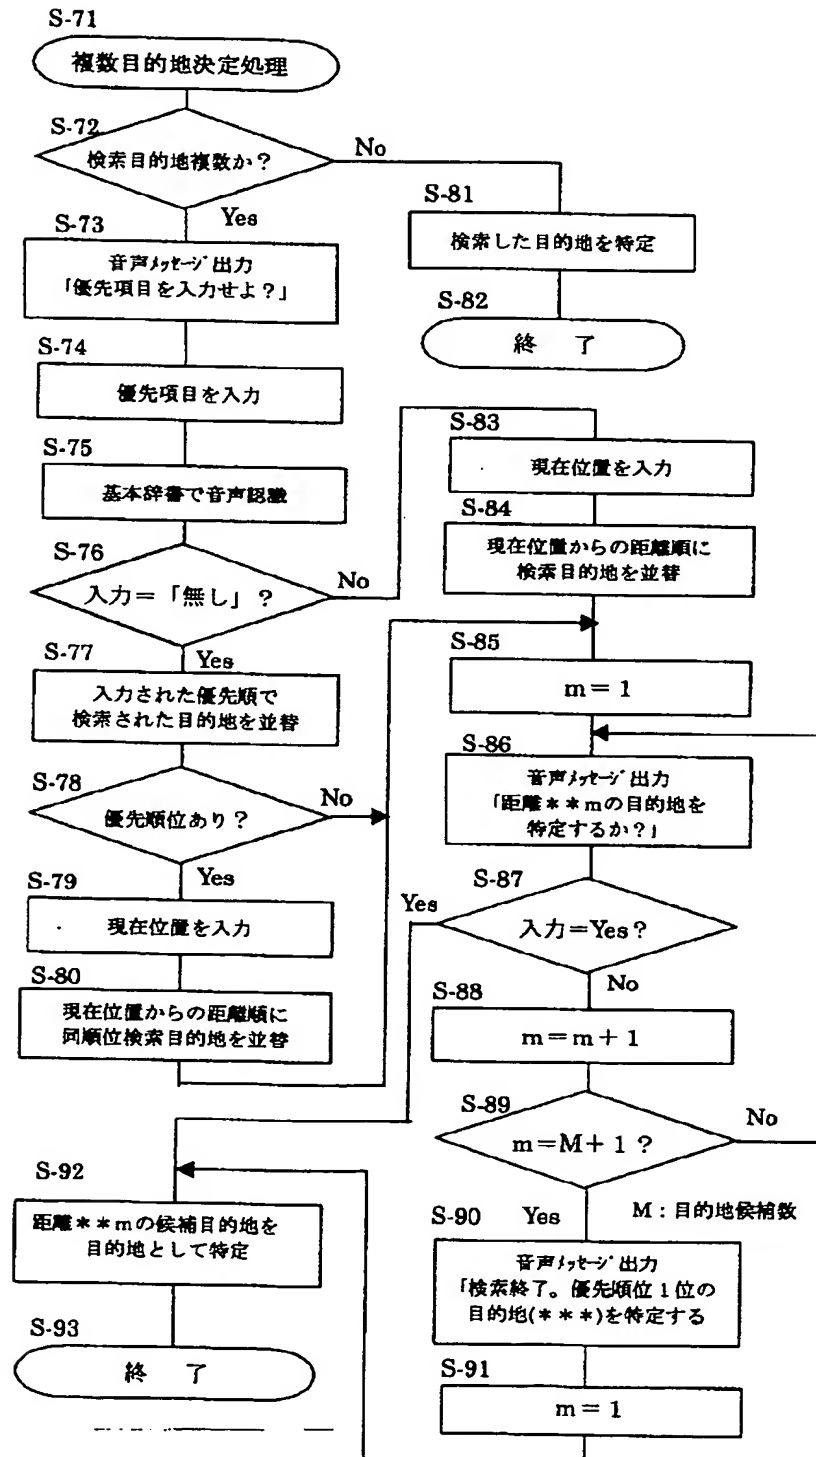 S-71
複数目的地決定処理
S-72
検索目的地複数か？
No
Yes
S-73
音声メッセージ出力
「優先項目を入力せよ？」
S-74
優先項目を入力
S-75
基本辞書で音声認識
S-76
入力＝「無し」？
No
Yes
S-77
入力された優先順で
検索された目的地を並替
S-78
優先順位あり？
No
Yes
S-79
現在位置を入力
S-80
現在位置からの距離順に
同順位検索目的地を並替
S-81
検索した目的地を特定
S-82
終 了
S-83
現在位置を入力
S-84
現在位置からの距離順に
検索目的地を並替
S-85
m＝1
S-86
音声メッセージ出力
「距離＊＊mの目的地を
特定するか？」
S-87
Yes
入力＝Yes？
No
S-88
m＝m＋1
S-89
No
m＝M＋1？
Yes
M：目的地候補数
S-90
音声メッセージ出力
「検索終了。優先順位1位の
目的地(＊＊＊)を特定する
S-91
m＝1
S-92
距離＊＊mの候補目的地を
目的地として特定
S-93
終 了